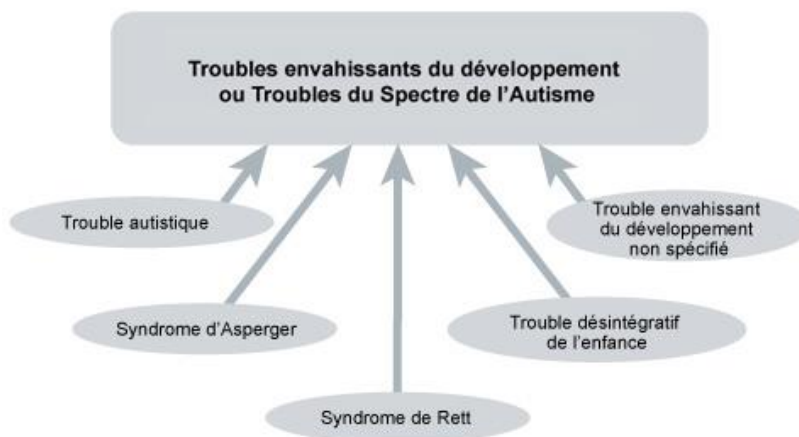 Troubles envahissants du développement
ou Troubles du Spectre de l'Autisme
Trouble autistique
Trouble envahissant
du développement
non spécifié
Syndrome d'Asperger
Trouble désintégratif
de l'enfance
Syndrome de Rett